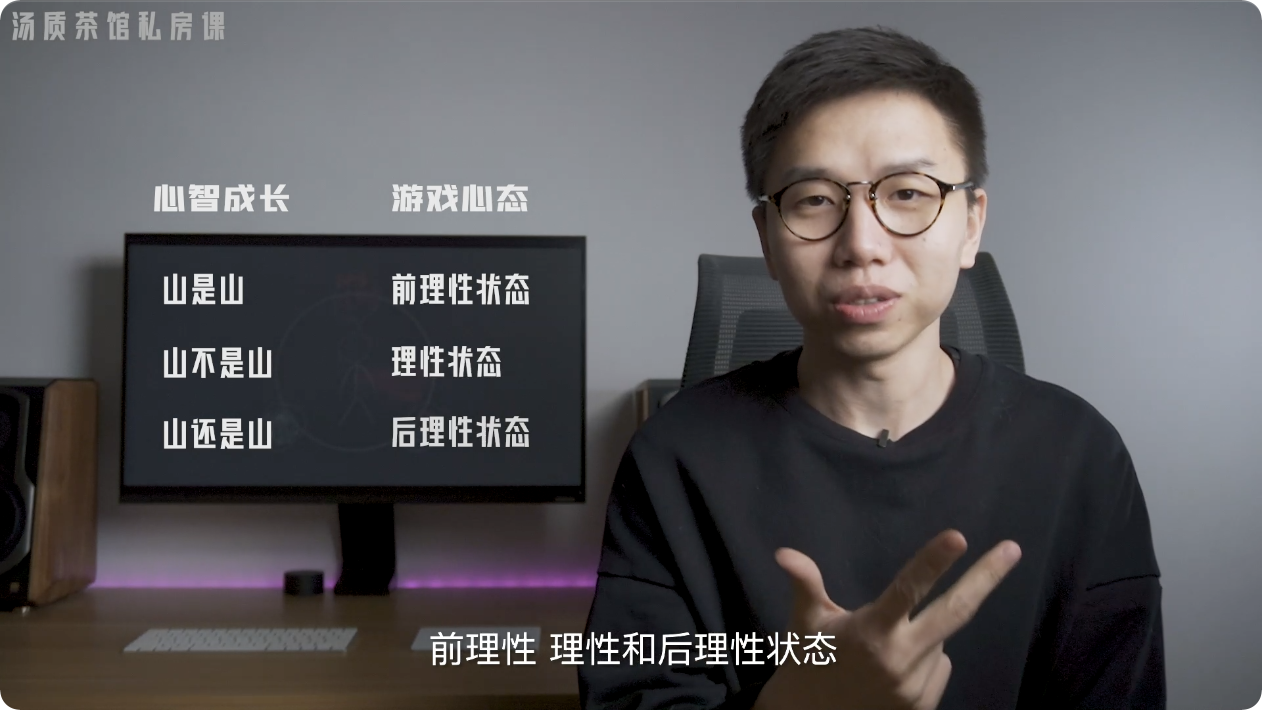 汤质茶馆私房课
心智成长 游戏心态
山是山 前理性状态
山不是山 理性状态
山还是山 后理性状态
前理性 理性和后理性状态